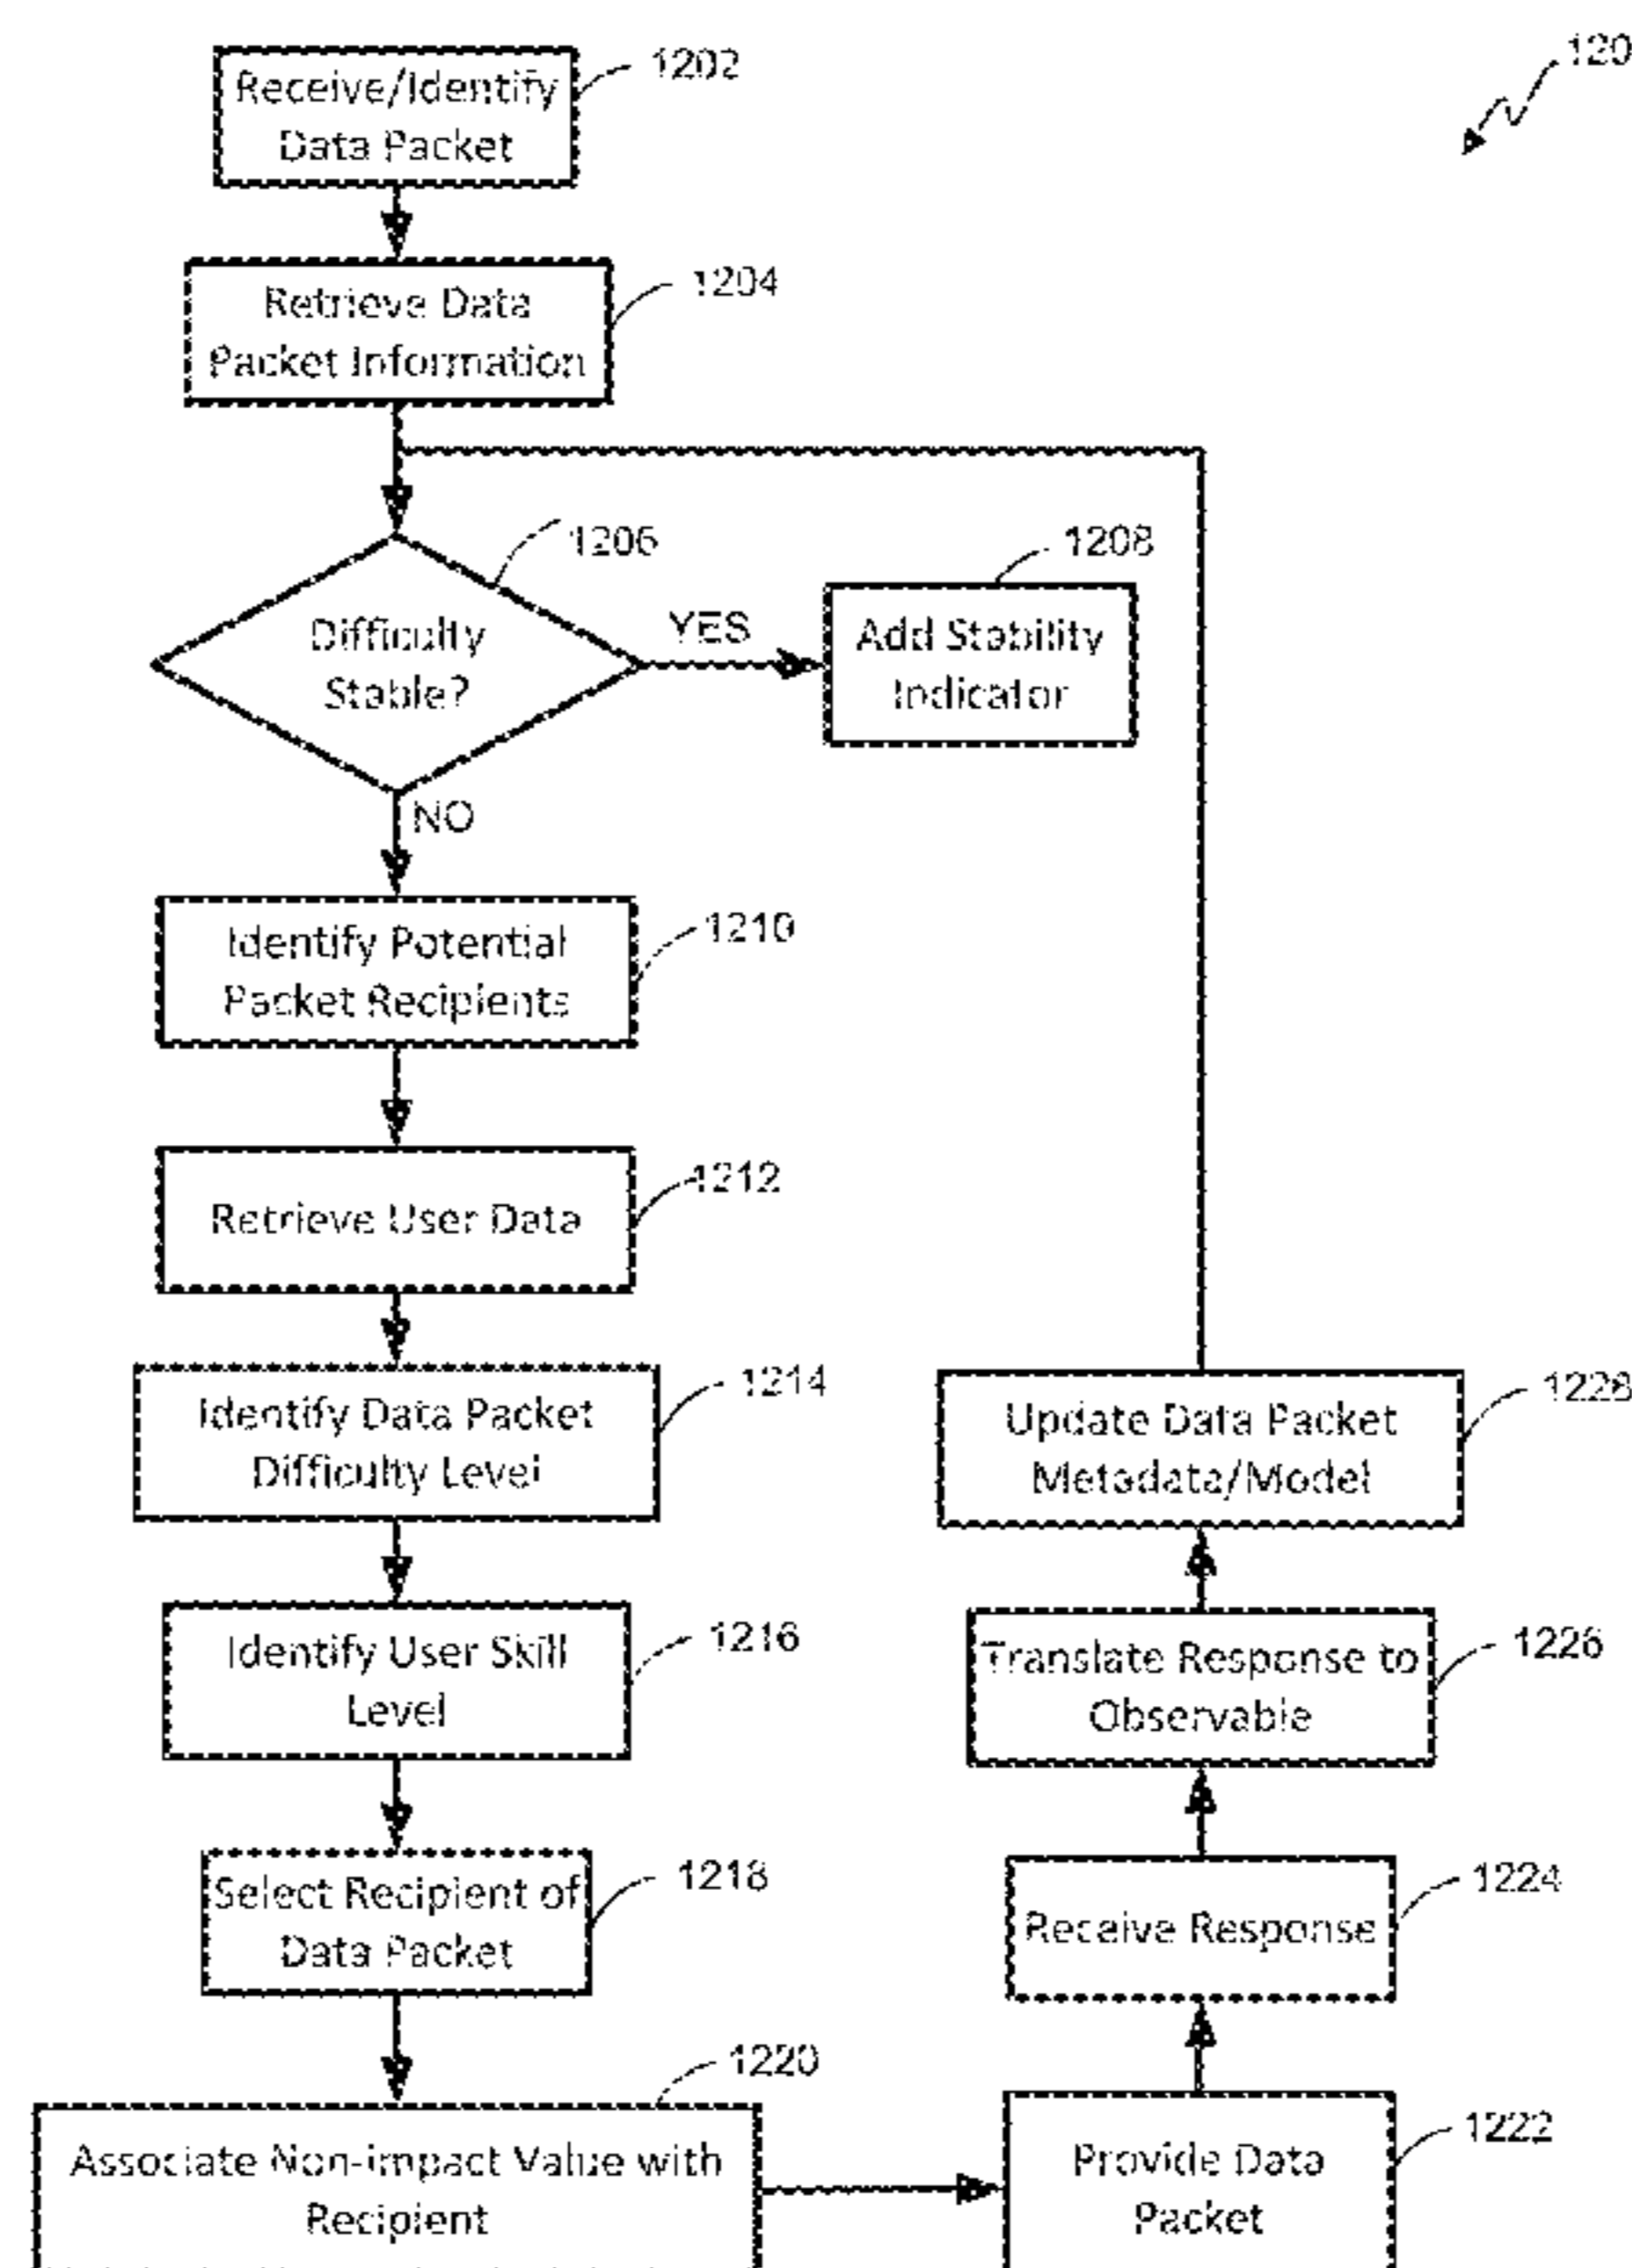 1202
Receive/Identify
Data Packet
120
1204
Retrieve Data
Packet Information
1206
Difficulty
Stable?
YES
1208
Add Stability
Indicator
NO
1210
Identify Potential
Packet Recipients
1212
Retrieve User Data
1214
Identify Data Packet
Difficulty Level
1216
Identify User Skill
Level
1218
Select Recipient of
Data Packet
1220
Associate Non-impact Value with
Recipient
1222
Provide Data
Packet
1224
Receive Response
1226
Translate Response to
Observable
1228
Update Data Packet
Metadata/Model